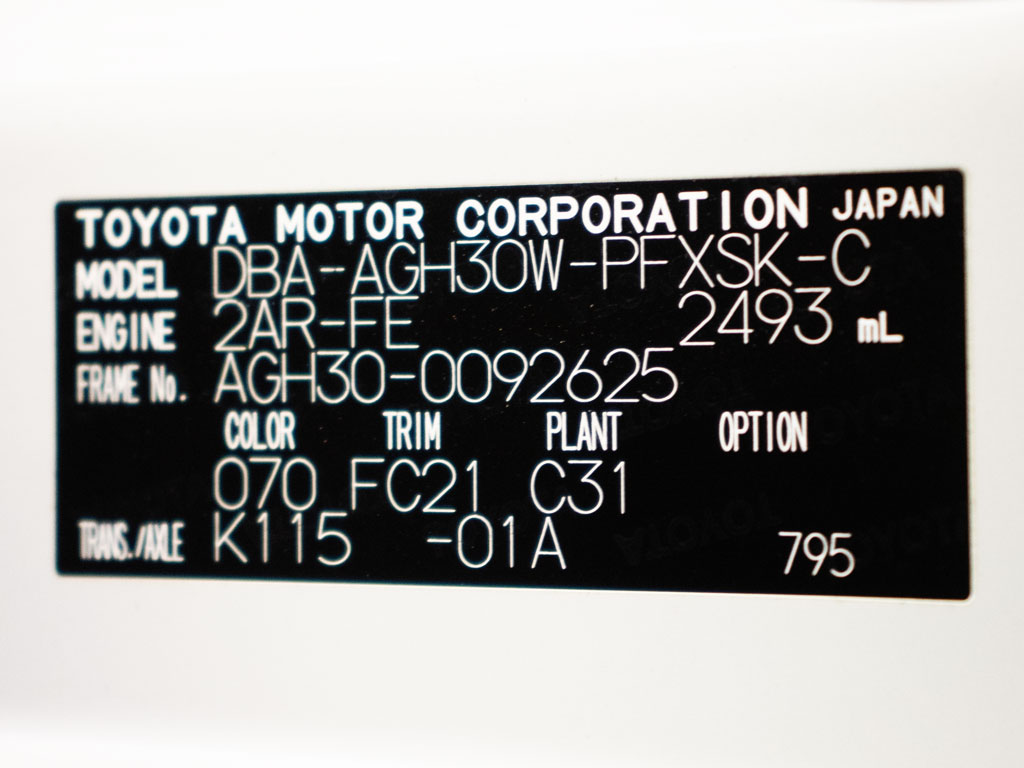 TOYOTA MOTOR CORPORATION JAPAN
MODEL DBA-AGH30W-PFXSK-C
ENGINE 2AR-FE 2493 mL
FRAME No. AGH30-0092625
COLOR TRIM PLANT OPTION
070 FC21 C31
TRANS./AXLE K115 -01A 795